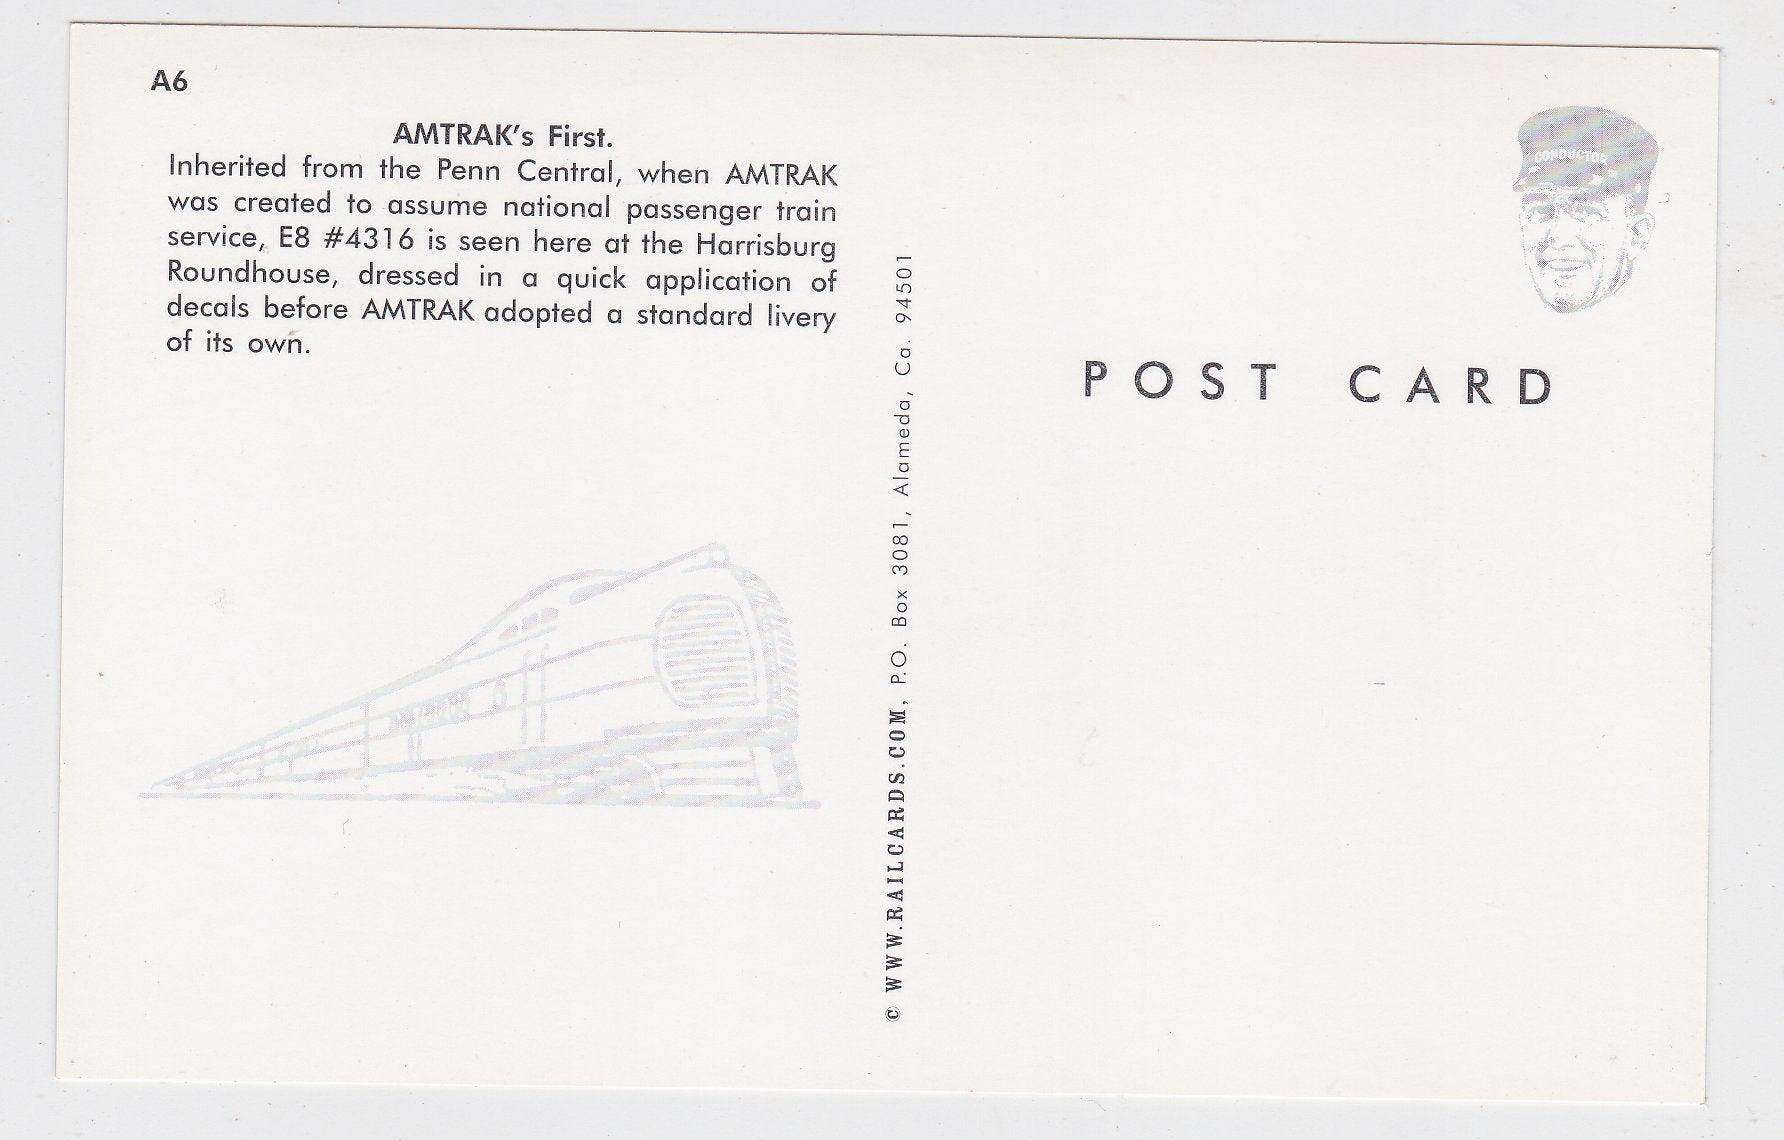 A6
AMTRAK's First.
Inherited from the Penn Central, when AMTRAK
was created to assume national passenger train
service, E8 #4316 is seen here at the Harrisburg
Roundhouse, dressed in a quick application of
decals before AMTRAK adopted a standard livery
of its own.
© WWW.RAILCARDS.COM, P.O. Box 3081, Alameda, Ca. 94501
CONDUCTOR
POST CARD